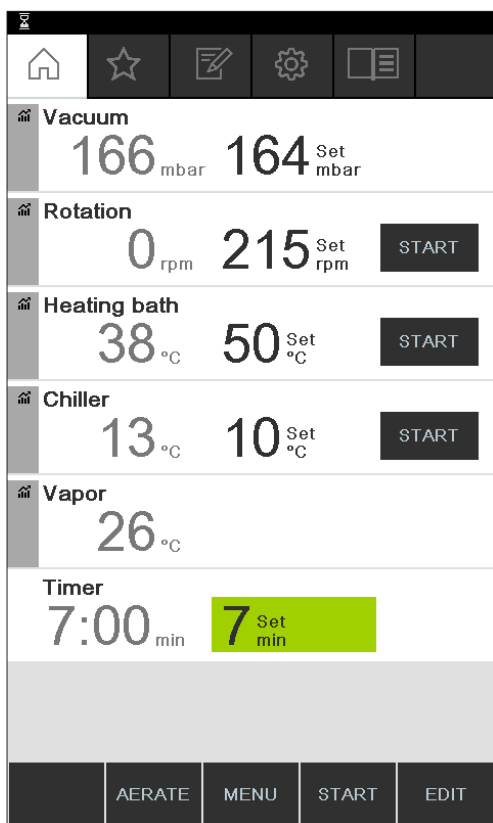 Vacuum
166 mbar 164 Set mbar
Rotation
0 rpm 215 Set rpm START
Heating bath
38 °C 50 Set °C START
Chiller
13 °C 10 Set °C START
Vapor
26 °C
Timer
7:00 min 7 Set min
AERATE MENU START EDIT